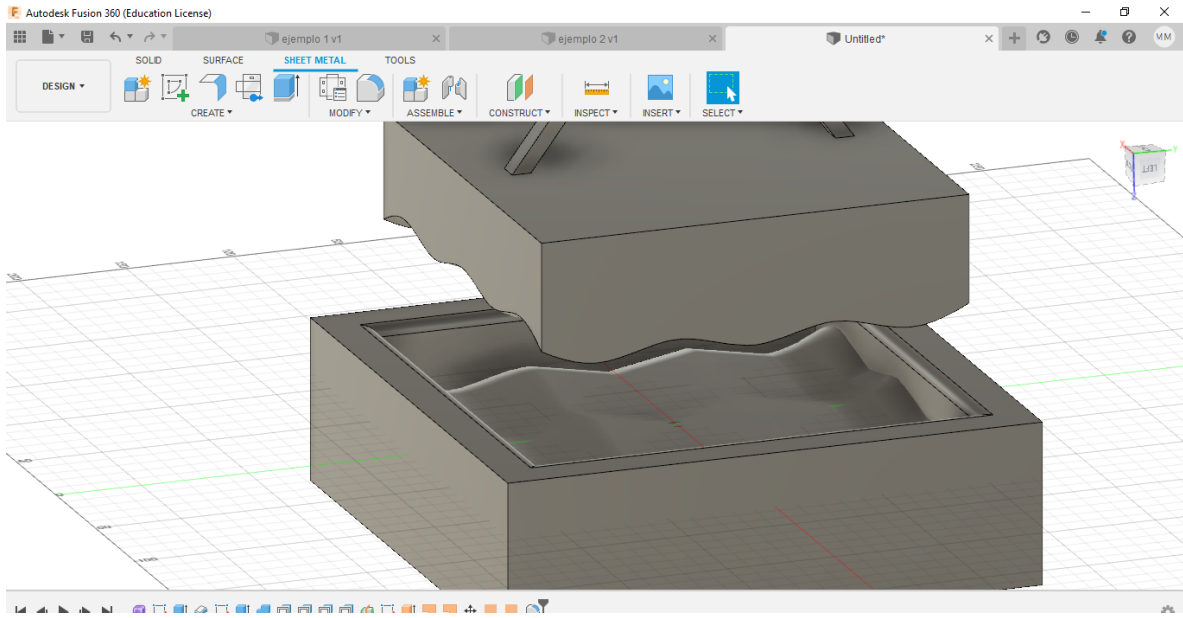 Autodesk Fusion 360 (Education License)
ejemplo 1 v1
ejemplo 2 v1
Untitled*
MM
SOLID
SURFACE
SHEET METAL
TOOLS
DESIGN
CREATE
MODIFY
ASSEMBLE
CONSTRUCT
INSPECT
INSERT
SELECT
X
Y
Z
LEFT